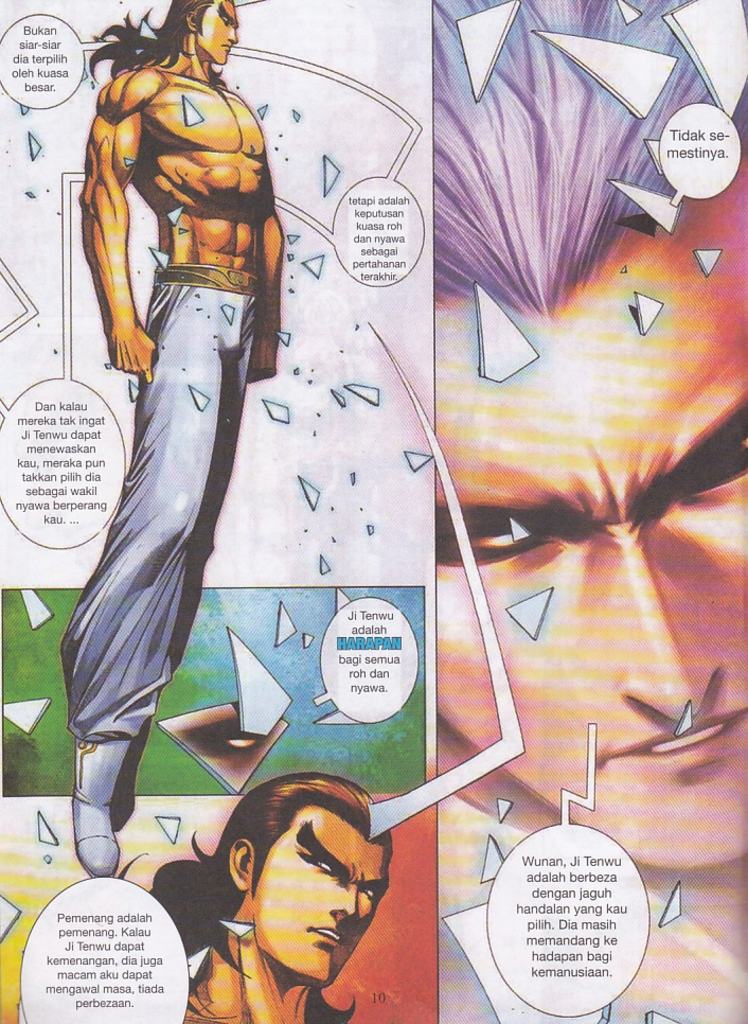 Bukan
siar-siar
dia terpilih
oleh kuasa
besar.
tetapi adalah
keputusan
kuasa roh
dan nyawa
sebagai
pertahanan
terakhir.
Dan kalau
mereka tak ingat
Ji Tenwu dapat
menewaskan
kau, meraka pun
takkan pilih dia
sebagai wakil
nyawa berperang
kau. ...
Ji Tenwu
adalah
HARAPAN
bagi semua
roh dan
nyawa.
Pemenang adalah
pemenang. Kalau
Ji Tenwu dapat
kemenangan, dia juga
macam aku dapat
mengawal masa, tiada
perbezaan.
Tidak se-
mestinya.
Wunan, Ji Tenwu
adalah berbeza
dengan jaguh
handalan yang kau
pilih. Dia masih
memandang ke
hadapan bagi
kemanusiaan.
10